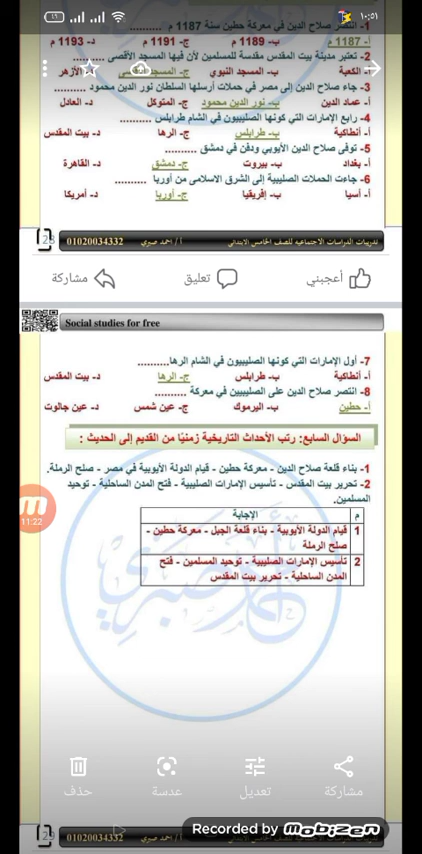 ١٠:٥١
1- انتصر صلاح الدين في معركة حطين سنة 1187 م ..........
أ- 1187 م ب- 1189 م ج- 1191 م د- 1193 م
2- تعتبر مدينة بيت المقدس مقدسة للمسلمين لأن فيها المسجد الأقصى ..........
الكعبة ب- المسجد النبوي ج- المسجد الأزهر
3- جاء صلاح الدين إلى مصر في حملات أرسلها السلطان نور الدين محمود ..........
أ- عماد الدين ب- نور الدين محمود ج- المتوكل د- العادل
4- رابع الإمارات التي كونها الصليبيون في الشام طرابلس ..........
أ- أنطاكية ب- طرابلس ج- الرها د- بيت المقدس
5- توفى صلاح الدين الأيوبي ودفن في دمشق ..........
أ- بغداد ب- بيروت ج- دمشق د- القاهرة
6- جاءت الحملات الصليبية إلى الشرق الاسلامى من أوربا ..........
أ- أسيا ب- إفريقيا ج- أوربا د- أمريكا
تدريبات الدراسات الاجتماعية للصف الخامس الابتدائي أ / احمد صبري 01020034332 28
أعجبني تعليق مشاركة
Social studies for free
7- أول الإمارات التي كونها الصليبيون في الشام الرها..........
أ- أنطاكية ب- طرابلس ج- الرها د- بيت المقدس
8- انتصر صلاح الدين على الصليبيين في معركة ..........
أ- حطين ب- اليرموك ج- عين شمس د- عين جالوت
السؤال السابع: رتب الأحداث التاريخية زمنيًا من القديم إلى الحديث :
1- بناء قلعة صلاح الدين - معركة حطين - قيام الدولة الأيوبية في مصر - صلح الرملة.
2- تحرير بيت المقدس - تأسيس الإمارات الصليبية - فتح المدن الساحلية - توحيد
المسلمين.
م الإجابة
1 قيام الدولة الأيوبية - بناء قلعة الجبل - معركة حطين -
صلح الرملة
2 تأسيس الإمارات الصليبية - توحيد المسلمين - فتح
المدن الساحلية - تحرير بيت المقدس
11:22
أحمد صبري
مشاركة تعديل عدسة حذف
Recorded by MOBIZEN
أ / احمد صبري 01020034332 29